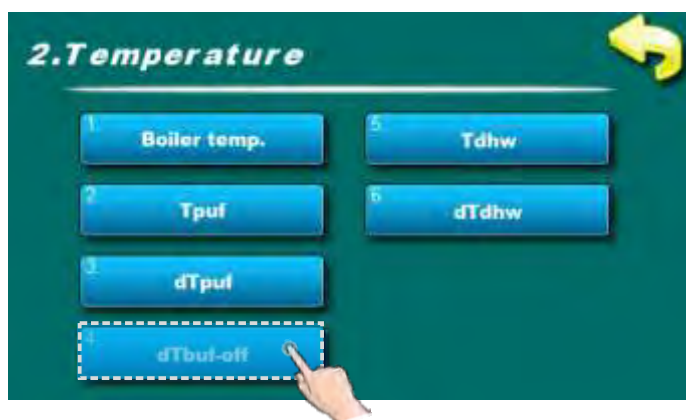 2.Temperature
1. Boiler temp.
2 Tpuf
3. dTpuf
4. dTbuf-off
5 Tdhw
6 dTdhw